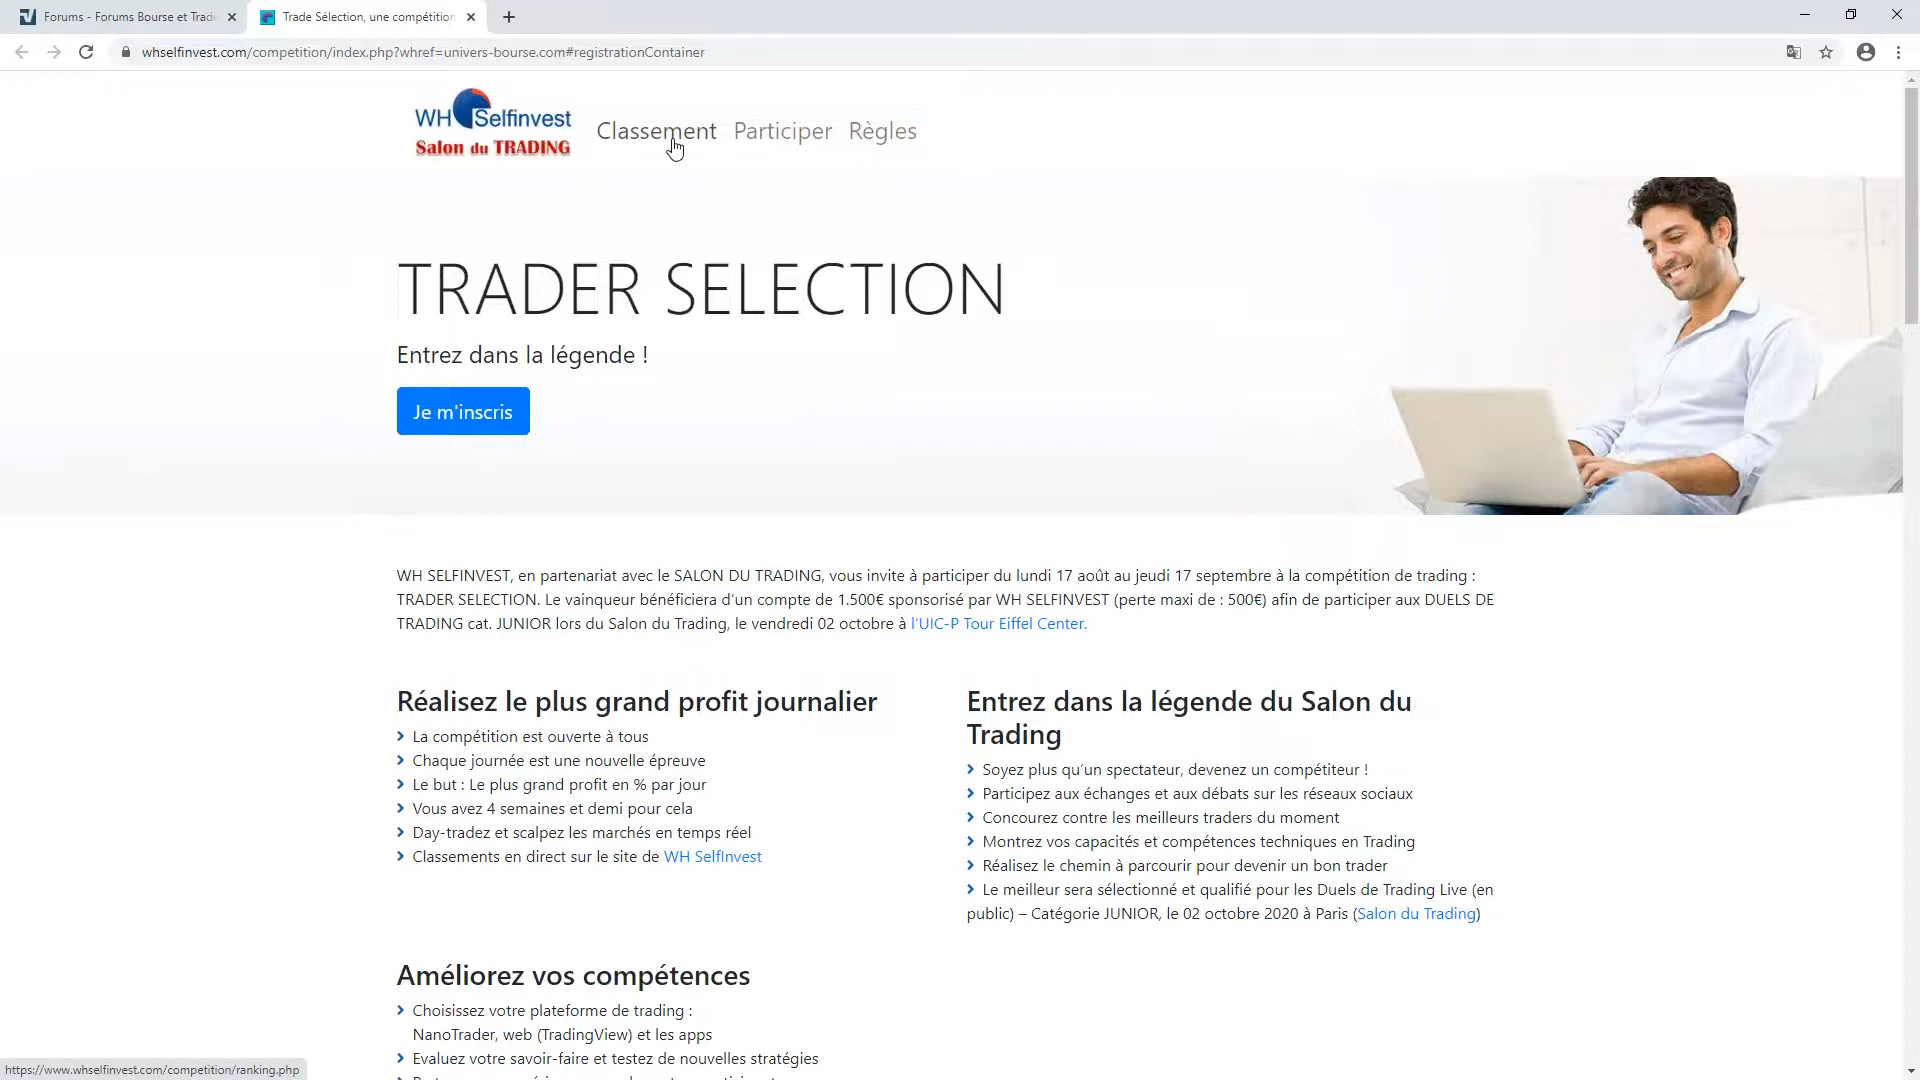 Forums - Forums Bourse et Tradi
Trade Sélection, une compétition
whselfinvest.com/competition/index.php?whref=univers-bourse.com#registrationContainer
WH Selfinvest
Salon du TRADING
Classement Participer Règles
TRADER SELECTION
Entrez dans la légende !
Je m'inscris
WH SELFINVEST, en partenariat avec le SALON DU TRADING, vous invite à participer du lundi 17 août au jeudi 17 septembre à la compétition de trading :
TRADER SELECTION. Le vainqueur bénéficiera d'un compte de 1.500€ sponsorisé par WH SELFINVEST (perte maxi de : 500€) afin de participer aux DUELS DE
TRADING cat. JUNIOR lors du Salon du Trading, le vendredi 02 octobre à l'UIC-P Tour Eiffel Center.
Réalisez le plus grand profit journalier
La compétition est ouverte à tous
Chaque journée est une nouvelle épreuve
Le but : Le plus grand profit en % par jour
Vous avez 4 semaines et demi pour cela
Day-tradez et scalpez les marchés en temps réel
Classements en direct sur le site de WH SelfInvest
Entrez dans la légende du Salon du
Trading
Soyez plus qu'un spectateur, devenez un compétiteur !
Participez aux échanges et aux débats sur les réseaux sociaux
Concourez contre les meilleurs traders du moment
Montrez vos capacités et compétences techniques en Trading
Réalisez le chemin à parcourir pour devenir un bon trader
Le meilleur sera sélectionné et qualifié pour les Duels de Trading Live (en
public) – Catégorie JUNIOR, le 02 octobre 2020 à Paris (Salon du Trading)
Améliorez vos compétences
Choisissez votre plateforme de trading :
NanoTrader, web (TradingView) et les apps
Evaluez votre savoir-faire et testez de nouvelles stratégies
https://www.whselfinvest.com/competition/ranking.php